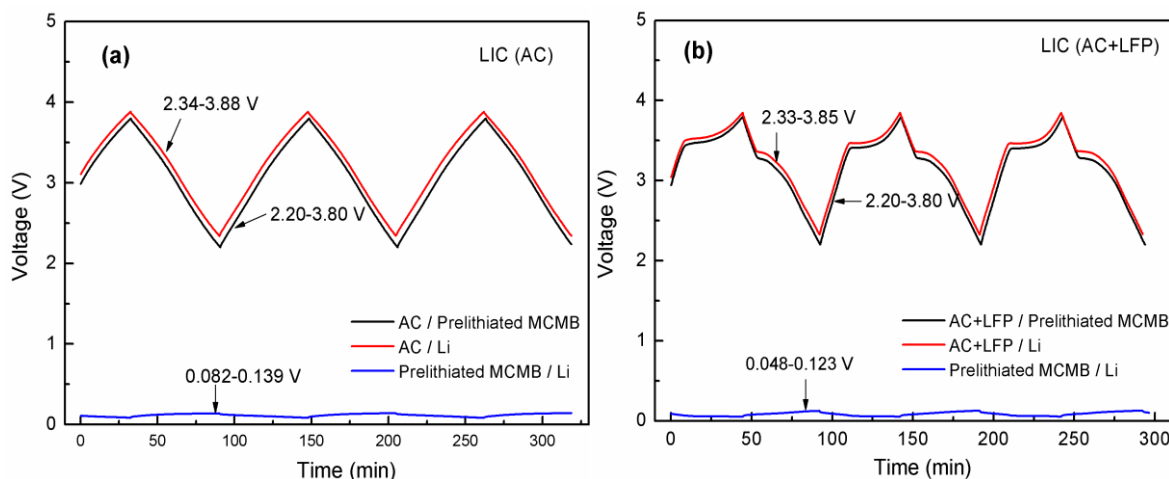 (a)
LIC (AC)
5
4
3
2
1
0
Voltage (V)
2.34-3.88 V
2.20-3.80 V
AC / Prelithiated MCMB
AC / Li
Prelithiated MCMB / Li
0.082-0.139 V
0 50 100 150 200 250 300
Time (min)
(b)
LIC (AC+LFP)
5
4
3
2
1
0
Voltage (V)
2.33-3.85 V
2.20-3.80 V
AC+LFP / Prelithiated MCMB
AC+LFP / Li
Prelithiated MCMB / Li
0.048-0.123 V
0 50 100 150 200 250 300
Time (min)